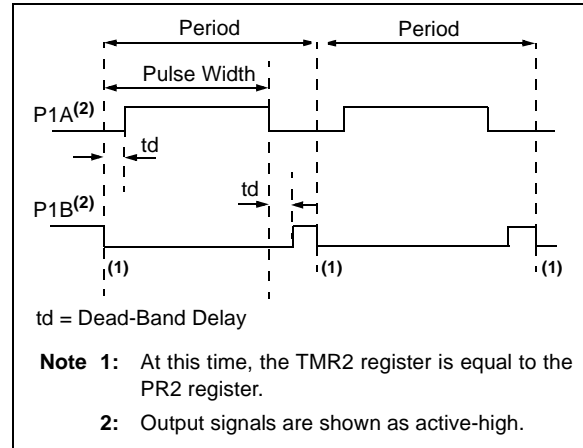 Period Period
Pulse Width
P1A(2)
td
td
P1B(2)
(1) (1) (1)
td = Dead-Band Delay
Note 1: At this time, the TMR2 register is equal to the
PR2 register.
2: Output signals are shown as active-high.